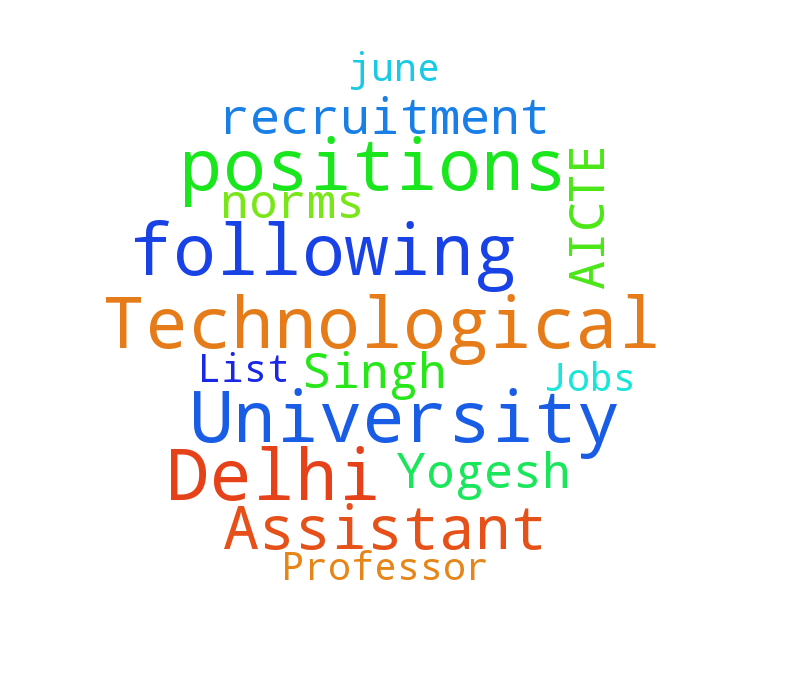 june
recruitment
positions
AICTE
norms
following
Technological
List Singh Jobs
University
Delhi Yogesh
Assistant
Professor